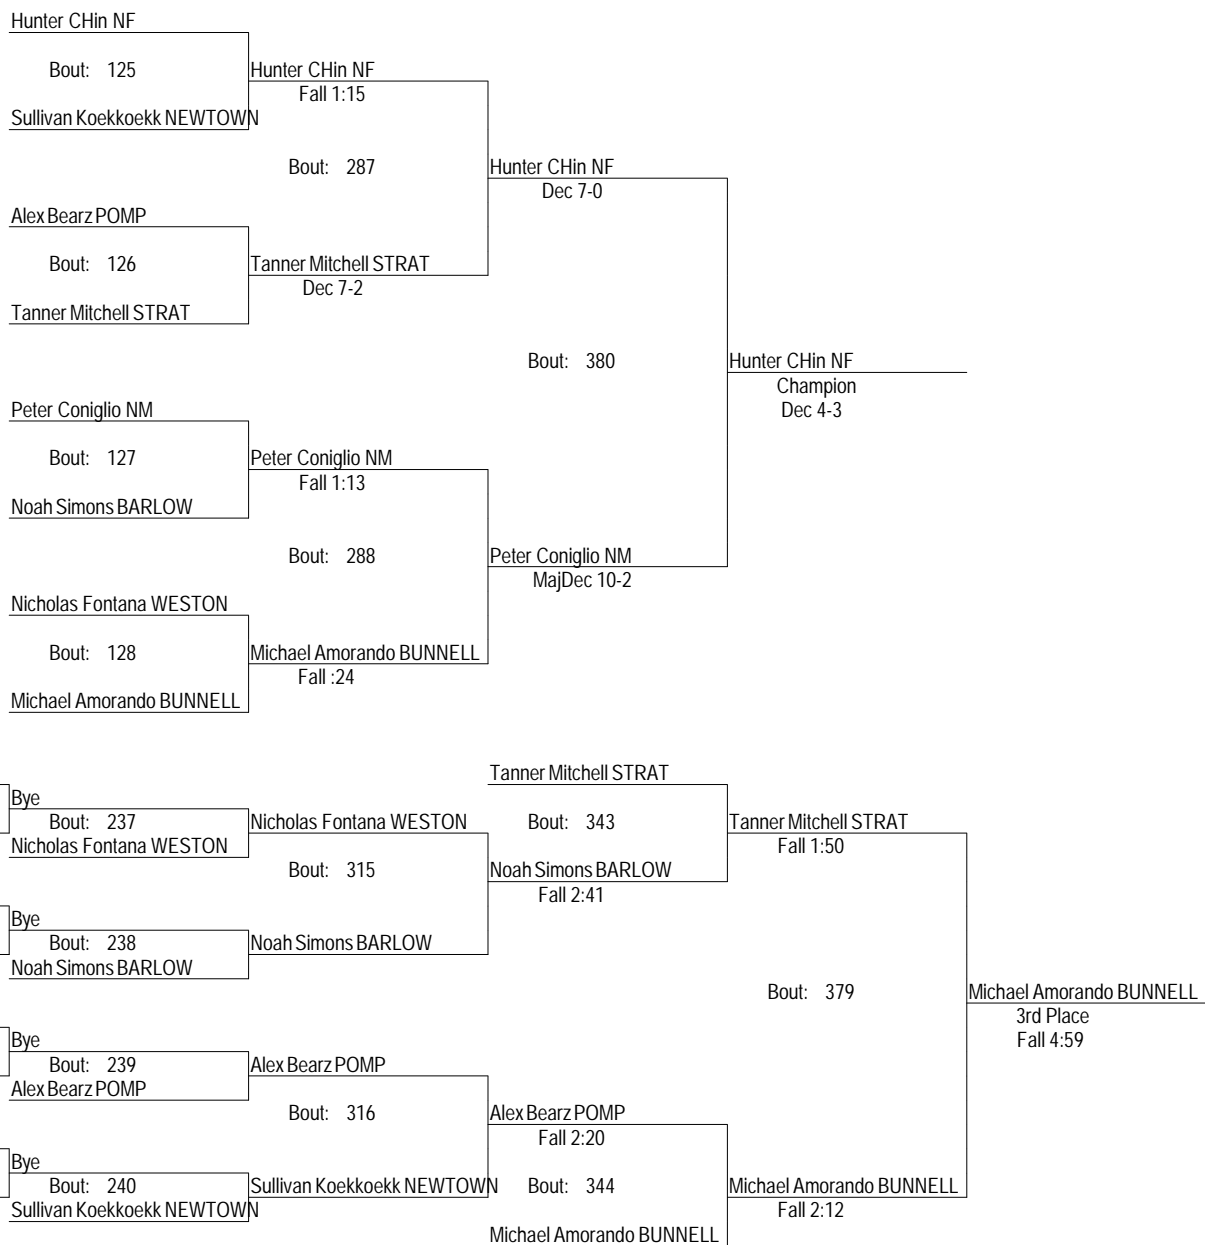 Hunter CHin NF
Bout: 125
Hunter CHin NF
Fall 1:15
Sullivan Koekkoekk NEWTOWN
Bout: 287
Hunter CHin NF
Dec 7-0
Alex Bearz POMP
Bout: 126
Tanner Mitchell STRAT
Dec 7-2
Tanner Mitchell STRAT
Bout: 380
Hunter CHin NF
Champion
Dec 4-3
Peter Coniglio NM
Bout: 127
Peter Coniglio NM
Fall 1:13
Noah Simons BARLOW
Bout: 288
Peter Coniglio NM
MajDec 10-2
Nicholas Fontana WESTON
Bout: 128
Michael Amorando BUNNELL
Fall :24
Michael Amorando BUNNELL
Tanner Mitchell STRAT
Bye
Bout: 237
Nicholas Fontana WESTON
Bout: 343
Tanner Mitchell STRAT
Nicholas Fontana WESTON
Fall 1:50
Bout: 315
Noah Simons BARLOW
Fall 2:41
Bye
Bout: 238
Noah Simons BARLOW
Noah Simons BARLOW
Bout: 379
Michael Amorando BUNNELL
3rd Place
Fall 4:59
Bye
Bout: 239
Alex Bearz POMP
Alex Bearz POMP
Bout: 316
Alex Bearz POMP
Fall 2:20
Bye
Bout: 240
Sullivan Koekkoekk NEWTOWN
Bout: 344
Michael Amorando BUNNELL
Sullivan Koekkoekk NEWTOWN
Fall 2:12
Michael Amorando BUNNELL